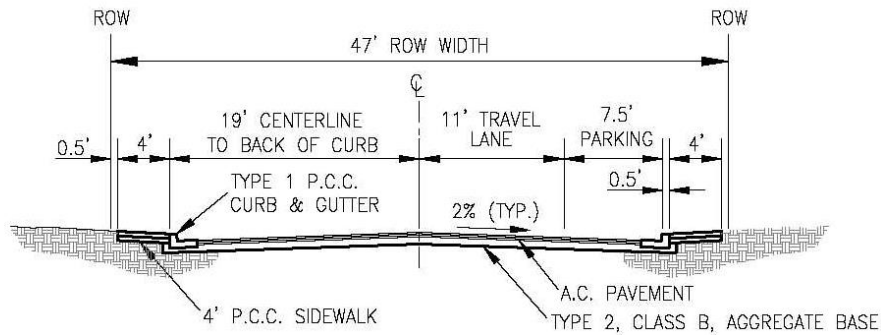 ROW
ROW
47' ROW WIDTH
℄
19' CENTERLINE
TO BACK OF CURB
11' TRAVEL
LANE
7.5'
PARKING
0.5'
4'
4'
0.5'
TYPE 1 P.C.C.
CURB & GUTTER
2% (TYP.)
4' P.C.C. SIDEWALK
A.C. PAVEMENT
TYPE 2, CLASS B, AGGREGATE BASE